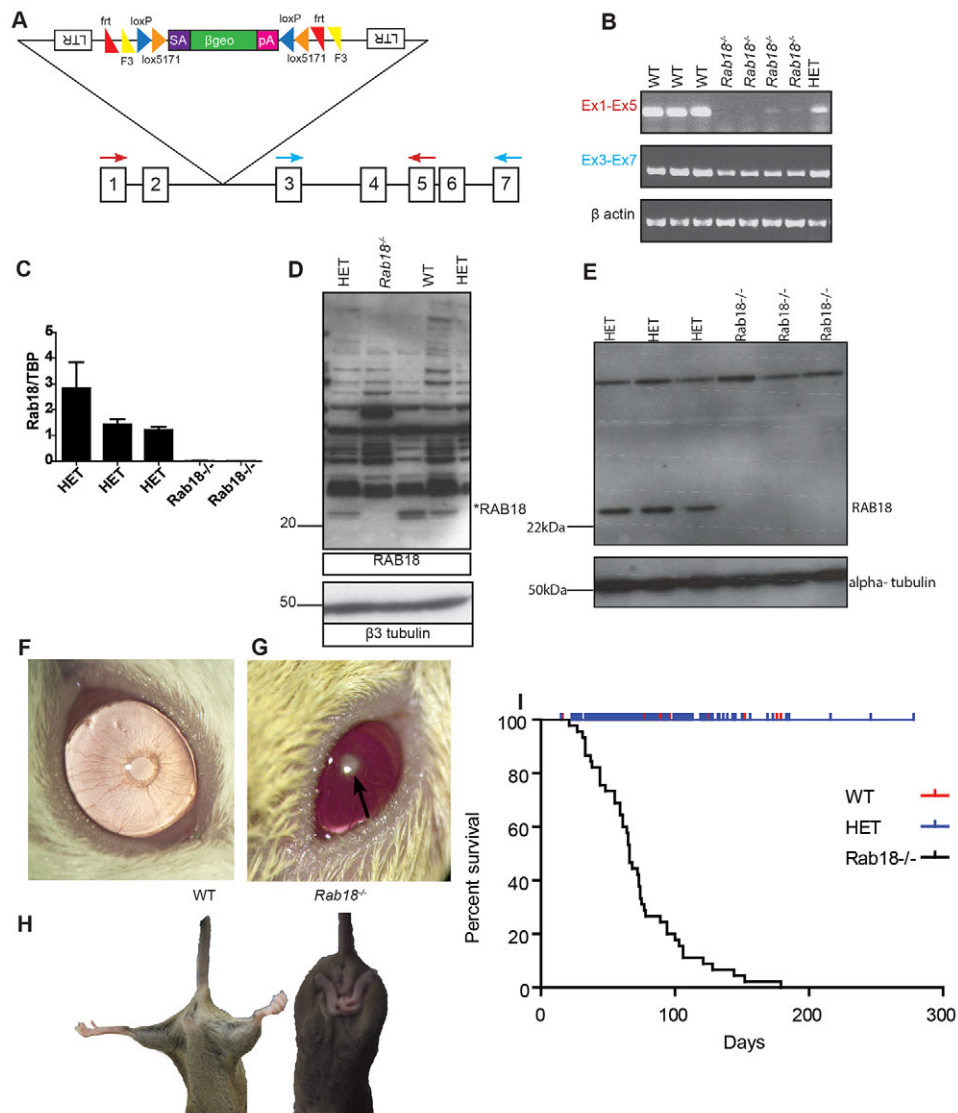 A
frt
loxP
frt
LTR
SA
βgeo
pA
LTR
F3
lox5171
lox5171
F3
1
2
3
4
5
6
7
B
WT
WT
WT
Rab18-/-
Rab18-/-
Rab18-/-
Rab18-/-
HET
Ex1-Ex5
Ex3-Ex7
β actin
C
Rab18/TBP
5
4
3
2
1
0
HET
HET
HET
Rab18-/-
Rab18-/-
D
HET
Rab18-/-
WT
HET
20
*RAB18
RAB18
50
β3 tubulin
E
HET
HET
HET
Rab18-/-
Rab18-/-
Rab18-/-
RAB18
22kDa
50kDa
alpha- tubulin
F
G
WT
Rab18-/-
H
I
Percent survival
100
80
60
40
20
0
0
100
200
300
Days
WT
HET
Rab18-/-